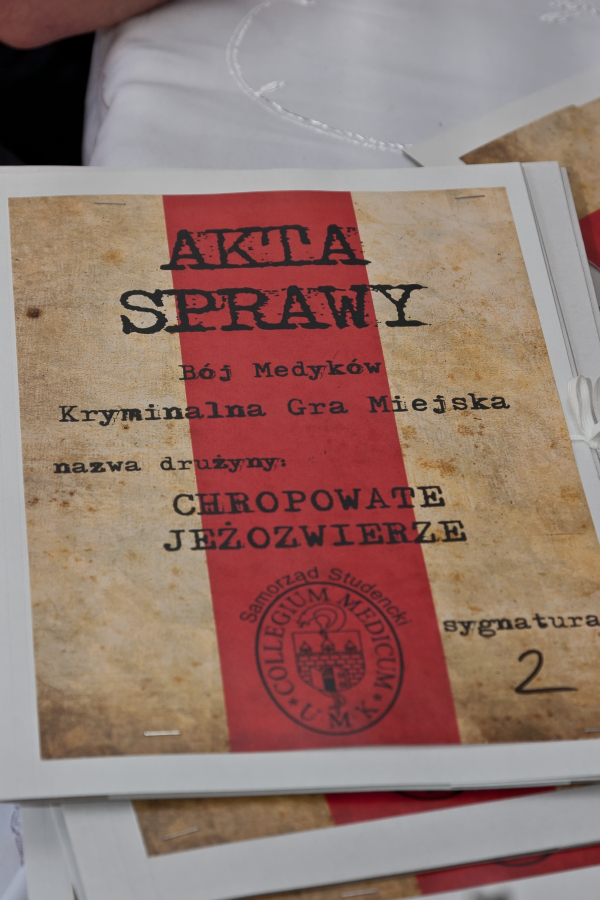 AKTA
SPRAWY
Bój Medyków
Kryminalna Gra Miejska
nazwa drużyny:
CHROPOWATE
JEŻOZWIERZE
Samorząd Studencki
COLLEGIUM MEDICUM
UMK
sygnatura
2